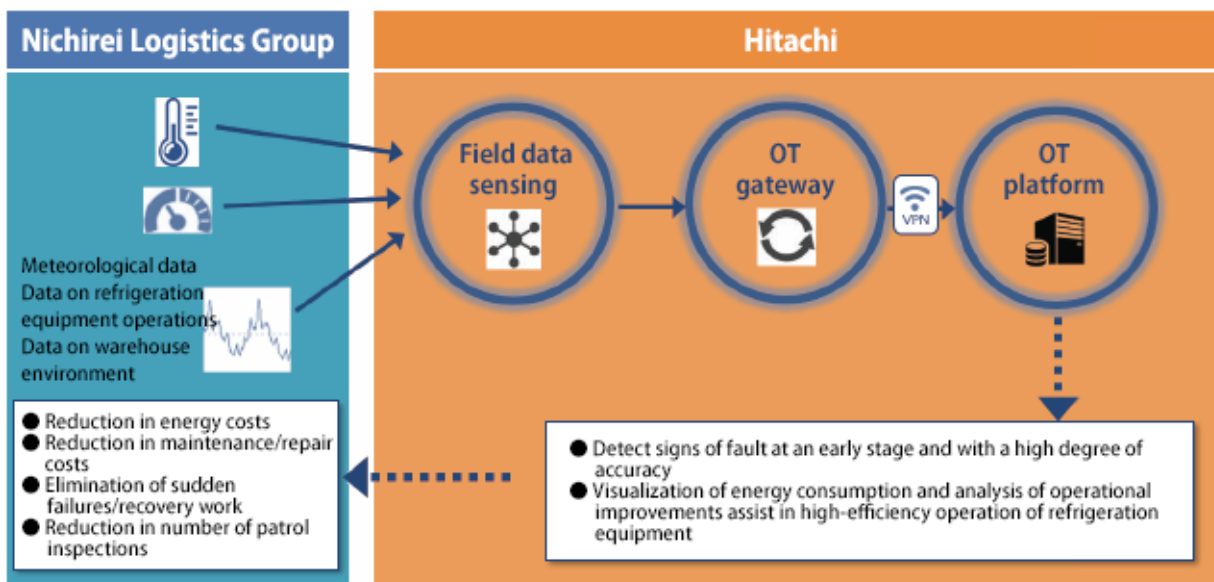 Nichirei Logistics Group
Hitachi
Field data
sensing
OT
gateway
VPN
OT
platform
Meteorological data
Data on refrigeration
equipment operations
Data on warehouse
environment
● Reduction in energy costs
● Reduction in maintenance/repair
costs
● Elimination of sudden
failures/recovery work
● Reduction in number of patrol
inspections
● Detect signs of fault at an early stage and with a high degree of
accuracy
● Visualization of energy consumption and analysis of operational
improvements assist in high-efficiency operation of refrigeration
equipment